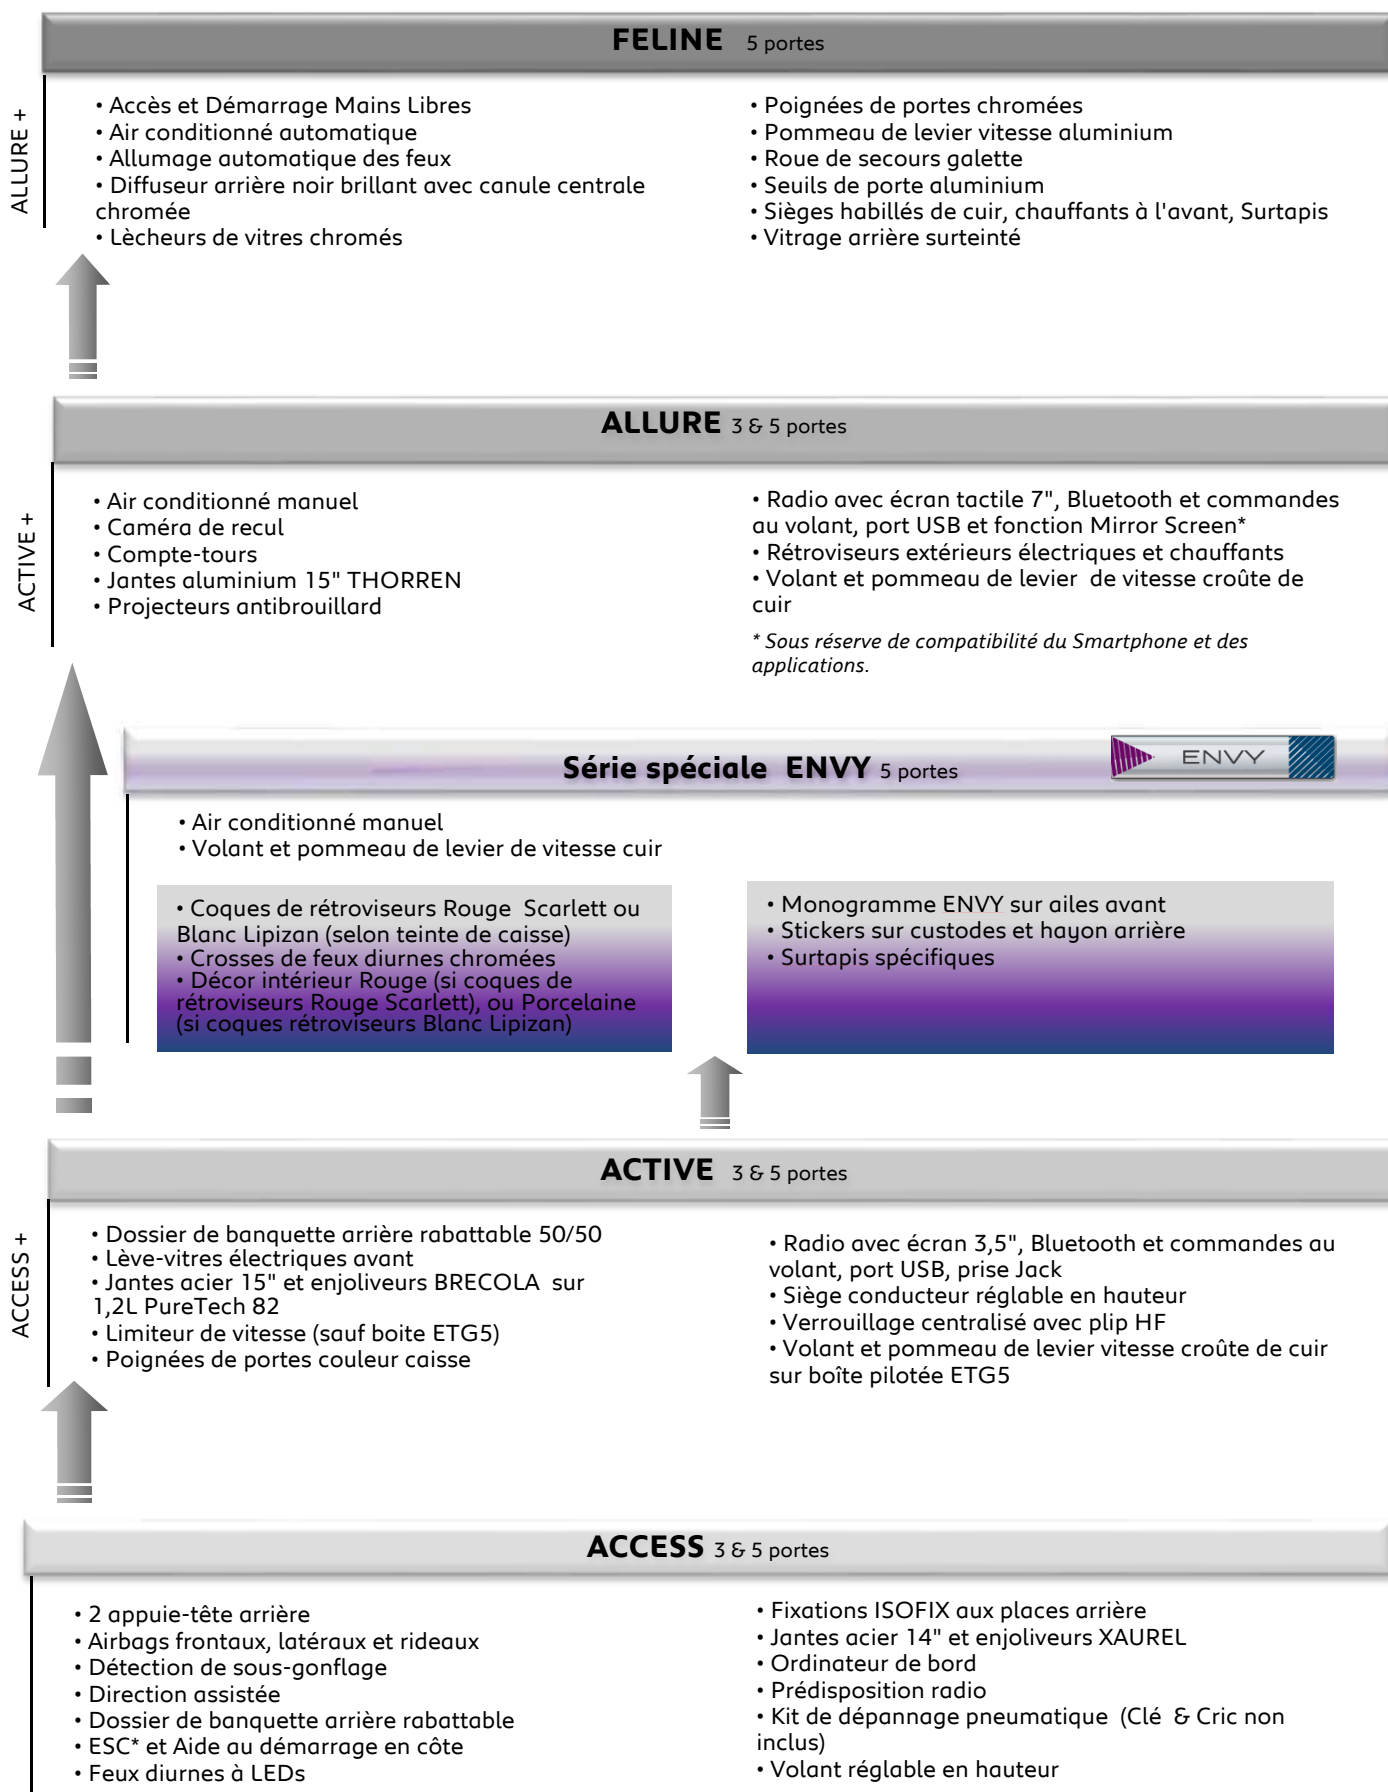 FELINE 5 portes
ALLURE +
• Accès et Démarrage Mains Libres
• Air conditionné automatique
• Allumage automatique des feux
• Diffuseur arrière noir brillant avec canule centrale
chromée
• Lècheurs de vitres chromés
• Poignées de portes chromées
• Pommeau de levier vitesse aluminium
• Roue de secours galette
• Seuils de porte aluminium
• Sièges habillés de cuir, chauffants à l'avant, Surtapis
• Vitrage arrière surteinté
ALLURE 3 & 5 portes
ACTIVE +
• Air conditionné manuel
• Caméra de recul
• Compte-tours
• Jantes aluminium 15" THORREN
• Projecteurs antibrouillard
• Radio avec écran tactile 7", Bluetooth et commandes
au volant, port USB et fonction Mirror Screen*
• Rétroviseurs extérieurs électriques et chauffants
• Volant et pommeau de levier de vitesse croûte de
cuir
* Sous réserve de compatibilité du Smartphone et des
applications.
Série spéciale ENVY 5 portes
ENVY
• Air conditionné manuel
• Volant et pommeau de levier de vitesse cuir
• Coques de rétroviseurs Rouge Scarlett ou
Blanc Lipizan (selon teinte de caisse)
• Crosses de feux diurnes chromées
• Décor intérieur Rouge (si coques de
rétroviseurs Rouge Scarlett), ou Porcelaine
(si coques rétroviseurs Blanc Lipizan)
• Monogramme ENVY sur ailes avant
• Stickers sur custodes et hayon arrière
• Surtapis spécifiques
ACTIVE 3 & 5 portes
ACCESS +
• Dossier de banquette arrière rabattable 50/50
• Lève-vitres électriques avant
• Jantes acier 15" et enjoliveurs BRECOLA sur
1,2L PureTech 82
• Limiteur de vitesse (sauf boite ETG5)
• Poignées de portes couleur caisse
• Radio avec écran 3,5", Bluetooth et commandes au
volant, port USB, prise Jack
• Siège conducteur réglable en hauteur
• Verrouillage centralisé avec plip HF
• Volant et pommeau de levier vitesse croûte de cuir
sur boîte pilotée ETG5
ACCESS 3 & 5 portes
• 2 appuie-tête arrière
• Airbags frontaux, latéraux et rideaux
• Détection de sous-gonflage
• Direction assistée
• Dossier de banquette arrière rabattable
• ESC* et Aide au démarrage en côte
• Feux diurnes à LEDs
• Fixations ISOFIX aux places arrière
• Jantes acier 14" et enjoliveurs XAUREL
• Ordinateur de bord
• Prédisposition radio
• Kit de dépannage pneumatique (Clé & Cric non
inclus)
• Volant réglable en hauteur